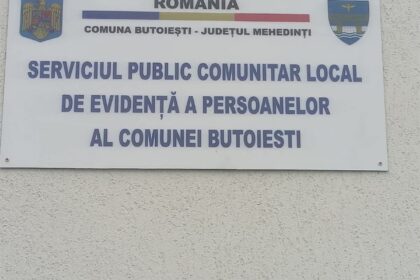 ROMÂNIA
COMUNA BUTOIEȘTI - JUDEȚUL MEHEDINȚI
SERVICIUL PUBLIC COMUNITAR LOCAL
DE EVIDENȚĂ A PERSOANELOR
AL COMUNEI BUTOIESTI